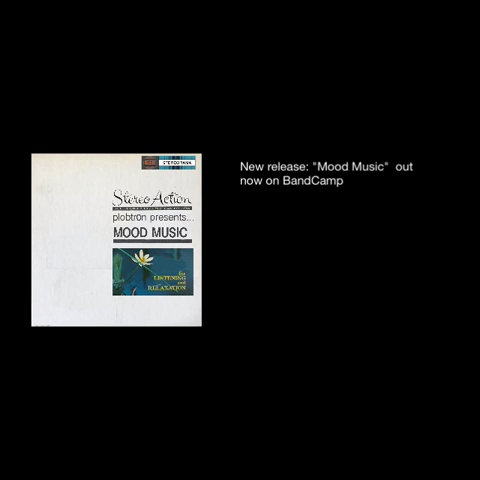 Stereo Action
plobtron presents...
MOOD MUSIC
for
LISTENING
and
RELAXATION
New release: "Mood Music"  out
now on BandCamp